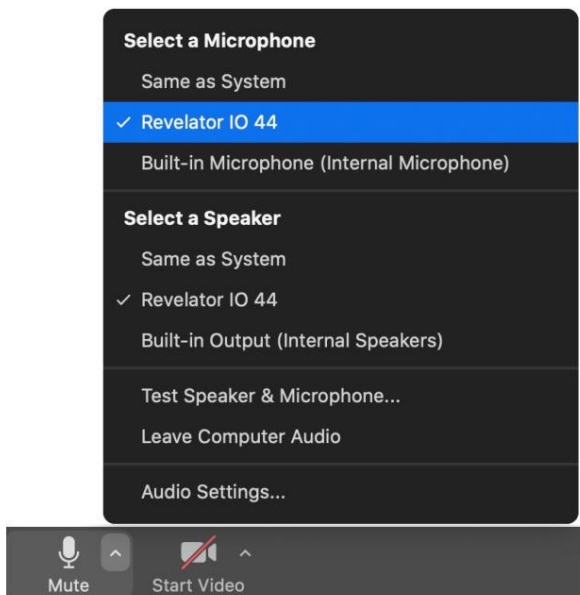 Select a Microphone
Same as System
✓ Revelator IO 44
Built-in Microphone (Internal Microphone)
Select a Speaker
Same as System
✓ Revelator IO 44
Built-in Output (Internal Speakers)
Test Speaker & Microphone...
Leave Computer Audio
Audio Settings...
Mute Start Video